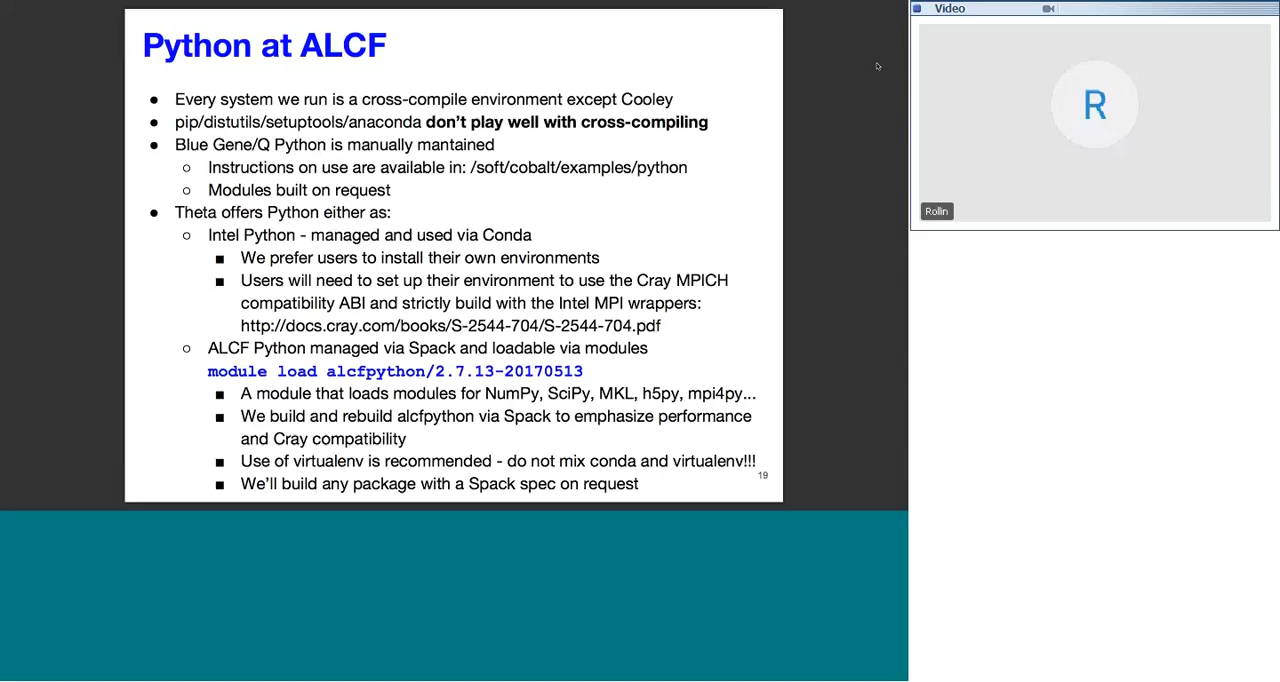 Python at ALCF
● Every system we run is a cross-compile environment except Cooley
● pip/distutils/setuptools/anaconda don't play well with cross-compiling
● Blue Gene/Q Python is manually mantained
○ Instructions on use are available in: /soft/cobalt/examples/python
○ Modules built on request
● Theta offers Python either as:
○ Intel Python - managed and used via Conda
■ We prefer users to install their own environments
■ Users will need to set up their environment to use the Cray MPICH
compatibility ABI and strictly build with the Intel MPI wrappers:
http://docs.cray.com/books/S-2544-704/S-2544-704.pdf
○ ALCF Python managed via Spack and loadable via modules
module load alcfpython/2.7.13-20170513
■ A module that loads modules for NumPy, SciPy, MKL, h5py, mpi4py...
■ We build and rebuild alcfpython via Spack to emphasize performance
and Cray compatibility
■ Use of virtualenv is recommended - do not mix conda and virtualenv!!!
■ We'll build any package with a Spack spec on request
19
Video
R
Rolin